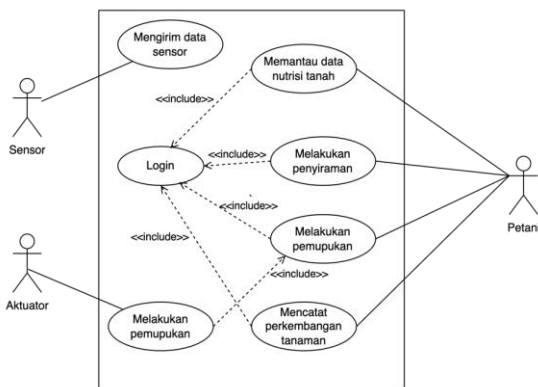 Mengirim data
sensor
Memantau data
nutrisi tanah
<<include>>
Sensor
Login
<<include>>
Melakukan
penyiraman
Petani
<<include>>
Melakukan
pemupukan
<<include>>
<<include>>
Aktuator
Melakukan
pemupukan
Mencatat
perkembangan
tanaman